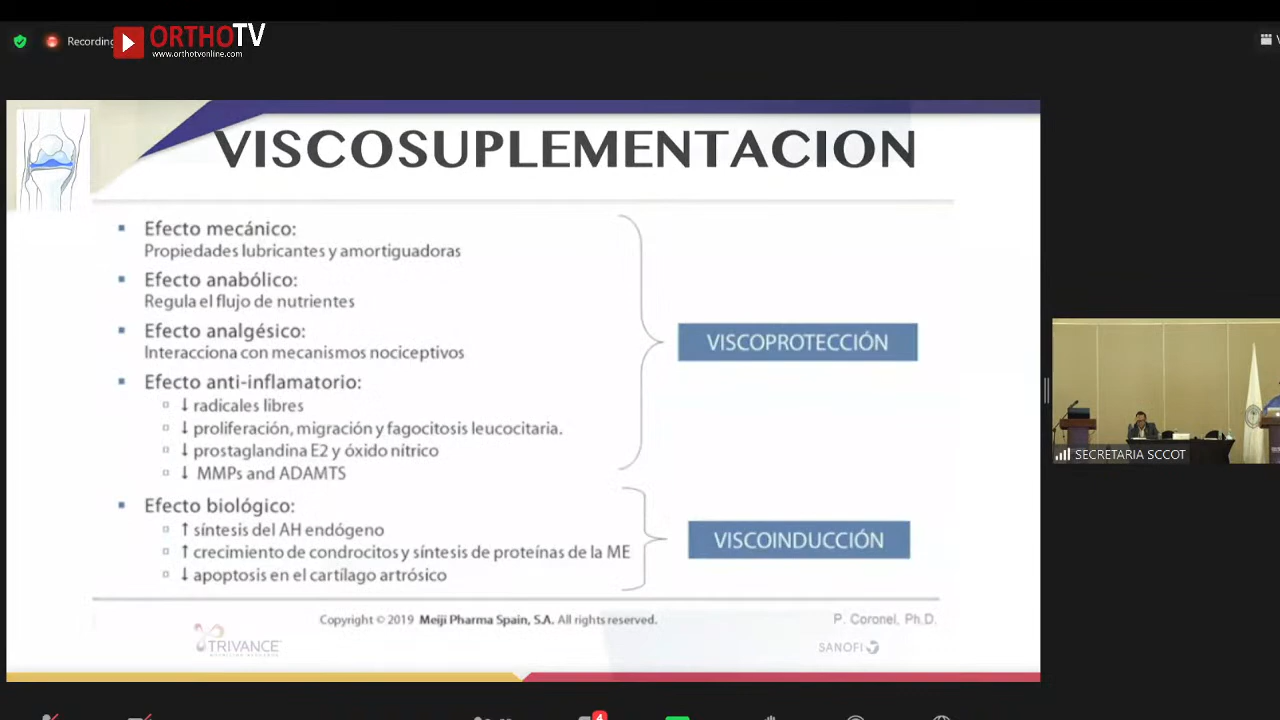 Recording
ORTHOTV
www.orthotvonline.com
VISCOSUPLEMENTACION
Efecto mecánico:
Propiedades lubricantes y amortiguadoras
Efecto anabólico:
Regula el flujo de nutrientes
Efecto analgésico:
Interacciona con mecanismos nociceptivos
Efecto anti-inflamatorio:
↓ radicales libres
↓ proliferación, migración y fagocitosis leucocitaria.
↓ prostaglandina E2 y óxido nítrico
↓ MMPs and ADAMTS
VISCOPROTECCIÓN
Efecto biológico:
↑ síntesis del AH endógeno
↑ crecimiento de condrocitos y síntesis de proteínas de la ME
↓ apoptosis en el cartílago artrósico
VISCOINDUCCIÓN
Copyright © 2019 Meiji Pharma Spain, S.A. All rights reserved.
P. Coronel, Ph.D.
TRIVANCE
SANOFI
SECRETARIA SCCOT
4